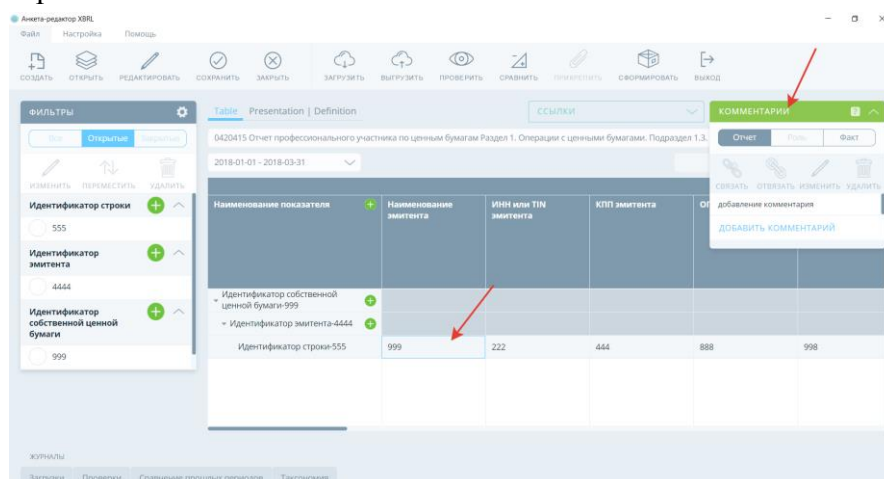 Анкета-редактор XBRL
Файл Настройка Помощь
СОЗДАТЬ ОТКРЫТЬ РЕДАКТИРОВАТЬ СОХРАНИТЬ ЗАКРЫТЬ ЗАГРУЗИТЬ ВЫГРУЗИТЬ ПРОВЕРИТЬ СРАВНИТЬ ПРИКРЕПИТЬ СФОРМИРОВАТЬ ВЫХОД
ФИЛЬТРЫ
Table Presentation | Definition
ССЫЛКИ
КОММЕНТАРИИ
Все Открытые Закрытые
0420415 Отчет профессионального участника по ценным бумагам Раздел 1. Операции с ценными бумагами. Подраздел 1.3.
Отчет Роль Факт
2018-01-01 - 2018-03-31
ИЗМЕНИТЬ ПЕРЕМЕСТИТЬ УДАЛИТЬ
СВЯЗАТЬ ОТВЯЗАТЬ ИЗМЕНИТЬ УДАЛИТЬ
добавление комментария
ДОБАВИТЬ КОММЕНТАРИЙ
Идентификатор строки
555
Идентификатор
эмитента
4444
Идентификатор
собственной ценной
бумаги
999
Наименование показателя
Наименование
эмитента
ИНН или TIN
эмитента
КПП эмитента
Идентификатор собственной
ценной бумаги-999
Идентификатор эмитента-4444
Идентификатор строки-555 999 222 444 888 998
ЖУРНАЛЫ
Загрузки Проверки Сравнение прошлых периодов Таксономия